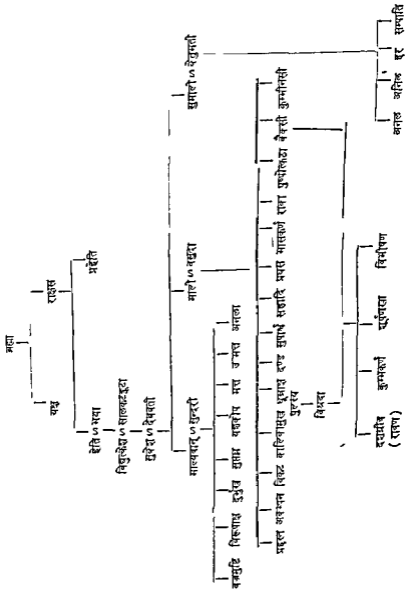 ब्रह्मा
यक्ष राक्षस
हेति ऽ भया प्रहेति
विद्युत्केश ऽ सालकटङ्कटा
सुकेश ऽ देववती
माल्यवान् ऽ सुन्दरी माली ऽ वसुदा सुमाली ऽ केतुमती
वज्रमुष्टि विरूपाक्ष दुर्मुख सुप्तघ्न यज्ञकोप मत्त उन्मत्त अनला
प्रहस्त अकम्पन विकट कालिकामुख धूम्राक्ष दण्ड सुपार्श्व संह्रादि प्रघस भासकर्ण राका पुष्पोत्कटा कैकसी कुम्भीनसी
अनल अनिल हर सम्पाति
पुलस्त्य
विश्रवा
दशग्रीव कुम्भकर्ण शूर्पणखा विभीषण
(रावण)